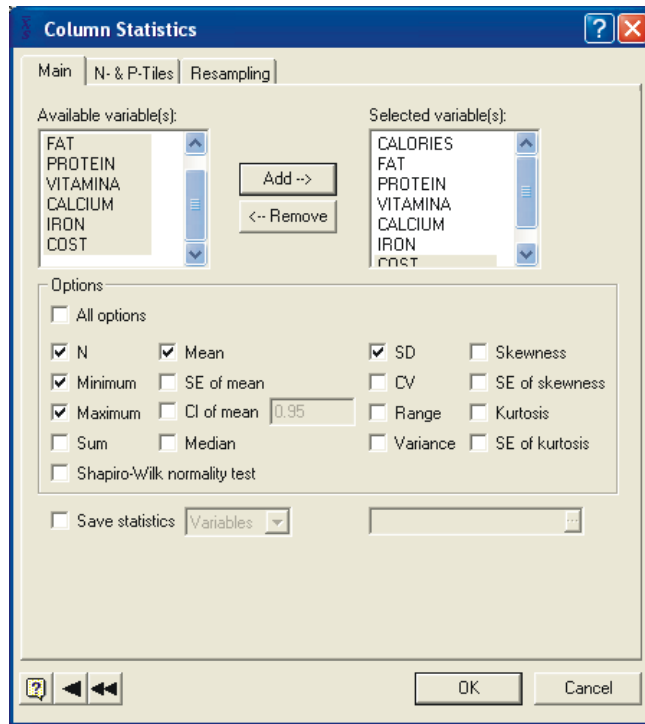 Column Statistics
Main N- & P-Tiles Resampling
Available variable(s):
FAT
PROTEIN
VITAMINA
CALCIUM
IRON
COST
Add -->
<-- Remove
Selected variable(s):
CALORIES
FAT
PROTEIN
VITAMINA
CALCIUM
IRON
COST
Options
All options
N Mean SD Skewness
Minimum SE of mean CV SE of skewness
Maximum CI of mean 0.95 Range Kurtosis
Sum Median Variance SE of kurtosis
Shapiro-Wilk normality test
Save statistics Variables ...
OK Cancel